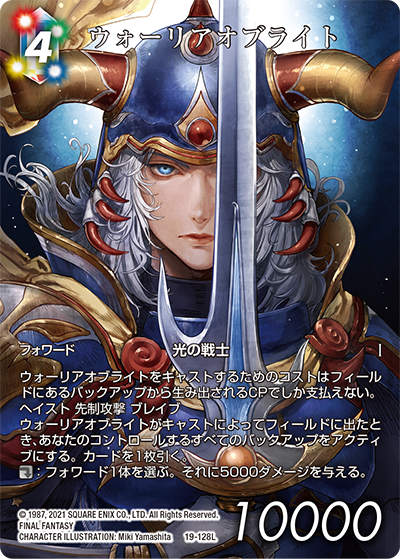 4
ウォーリアオブライト
フォワード 光の戦士 I
ウォーリアオブライトをキャストするためのコストはフィール
ドにあるバックアップから生み出されるCPでしか支払えない。
ヘイスト 先制攻撃 ブレイブ
ウォーリアオブライトがキャストによってフィールドに出たと
き、あなたのコントロールするすべてのバックアップをアクティ
ブにする。カードを1枚引く。
:フォワード1体を選ぶ。それに5000ダメージを与える。
© 1987, 2021 SQUARE ENIX CO., LTD. All Rights Reserved.
FINAL FANTASY
CHARACTER ILLUSTRATION: Miki Yamashita 19-128L
10000